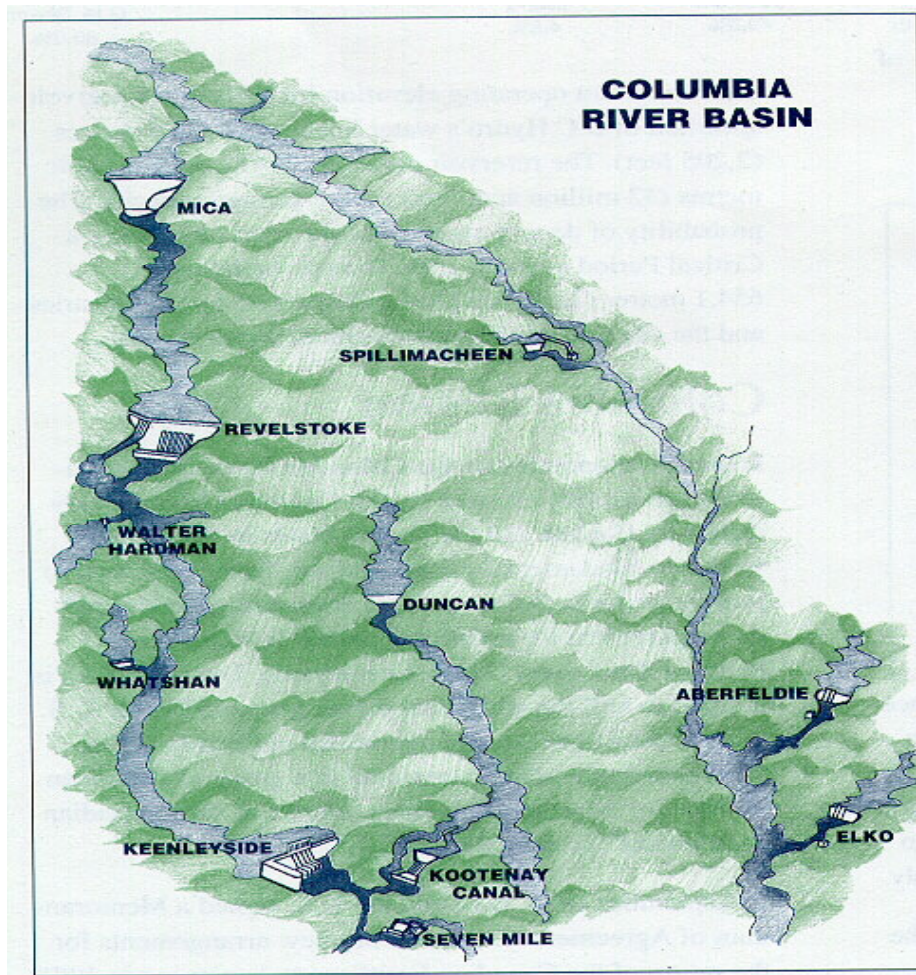 COLUMBIA
RIVER BASIN
MICA
SPILLIMACHEEN
REVELSTOKE
WALTER
HARDMAN
DUNCAN
WHATSHAN
ABERFELDIE
KEENLEYSIDE
ELKO
KOOTENAY
CANAL
SEVEN MILE